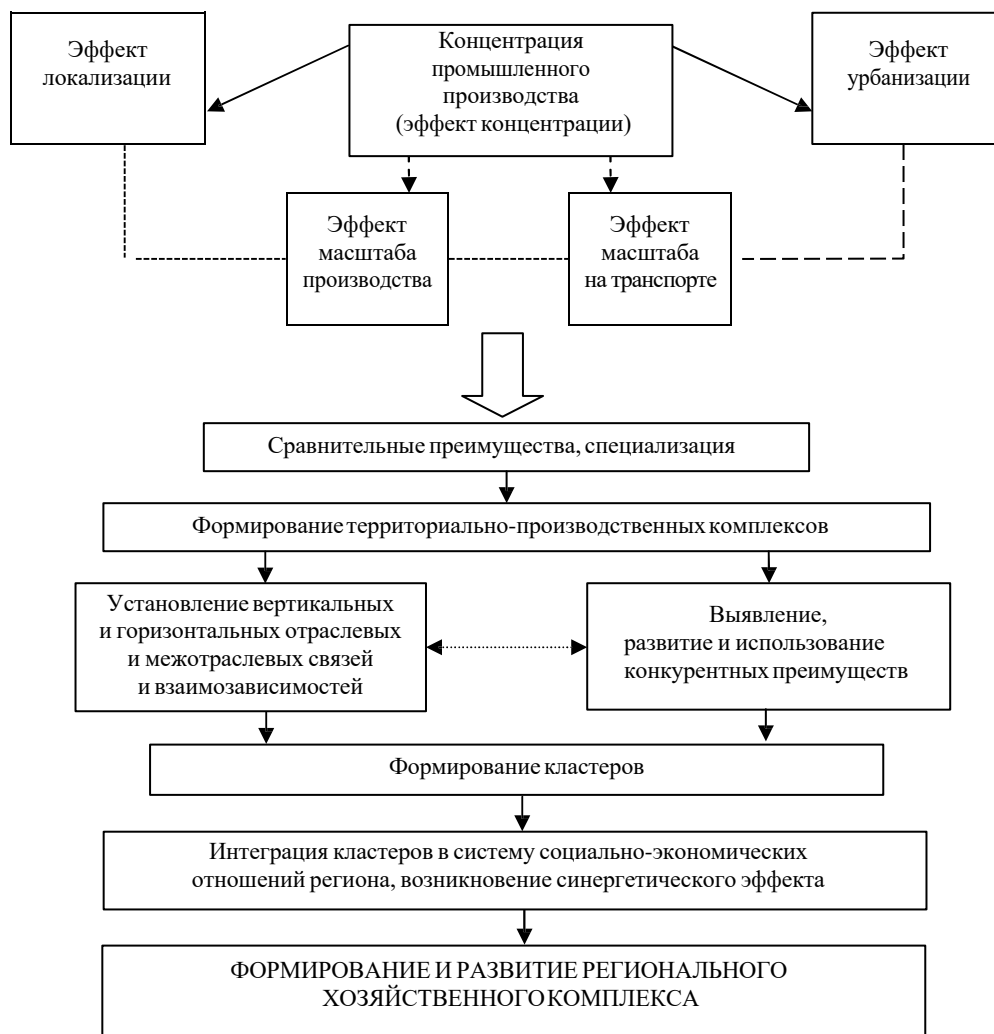 Эффект
локализации
Концентрация
промышленного
производства
(эффект концентрации)
Эффект
урбанизации
Эффект
масштаба
производства
Эффект
масштаба
на транспорте
Сравнительные преимущества, специализация
Формирование территориально-производственных комплексов
Установление вертикальных
и горизонтальных отраслевых
и межотраслевых связей
и взаимозависимостей
Выявление,
развитие и использование
конкурентных преимуществ
Формирование кластеров
Интеграция кластеров в систему социально-экономических
отношений региона, возникновение синергетического эффекта
ФОРМИРОВАНИЕ И РАЗВИТИЕ РЕГИОНАЛЬНОГО
ХОЗЯЙСТВЕННОГО КОМПЛЕКСА